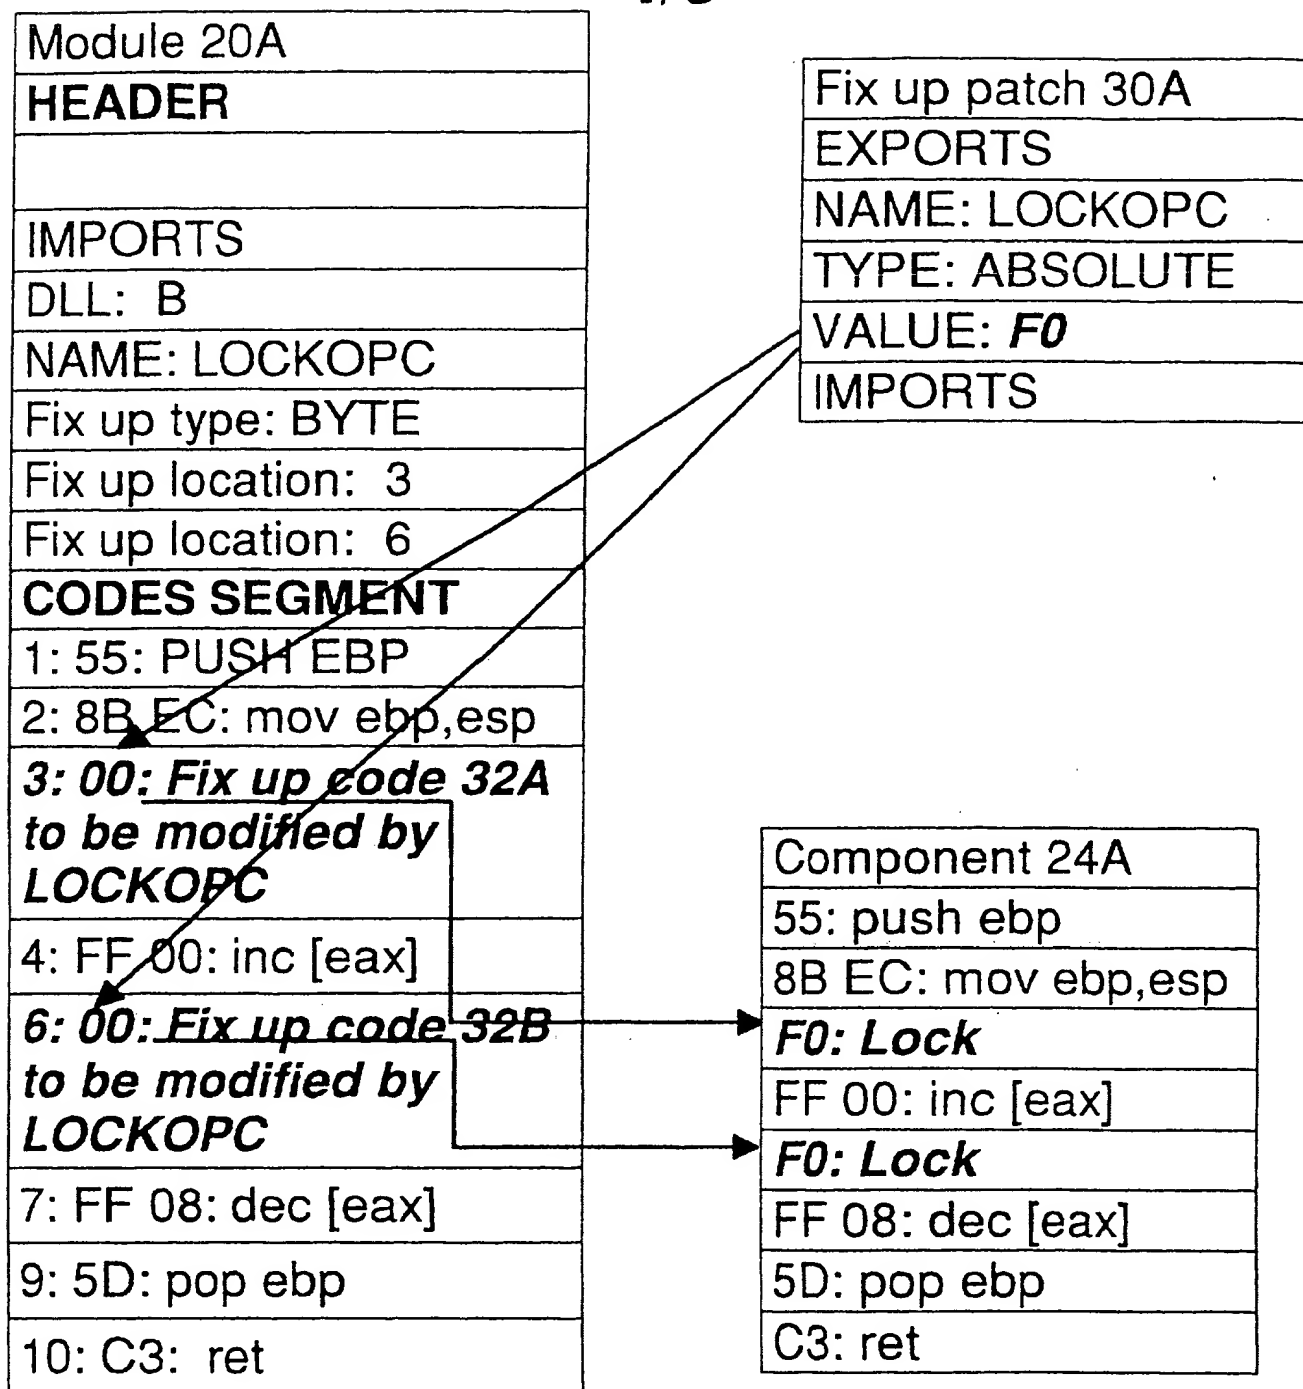 Module 20A
HEADER
IMPORTS
DLL: B
NAME: LOCKOPC
Fix up type: BYTE
Fix up location: 3
Fix up location: 6
CODES SEGMENT
1: 55: PUSH EBP
2: 8B EC: mov ebp,esp
3: 00: Fix up code 32A
to be modified by
LOCKOPC
4: FF 00: inc [eax]
6: 00: Fix up code 32B
to be modified by
LOCKOPC
7: FF 08: dec [eax]
9: 5D: pop ebp
10: C3: ret
Fix up patch 30A
EXPORTS
NAME: LOCKOPC
TYPE: ABSOLUTE
VALUE: F0
IMPORTS
Component 24A
55: push ebp
8B EC: mov ebp,esp
F0: Lock
FF 00: inc [eax]
F0: Lock
FF 08: dec [eax]
5D: pop ebp
C3: ret